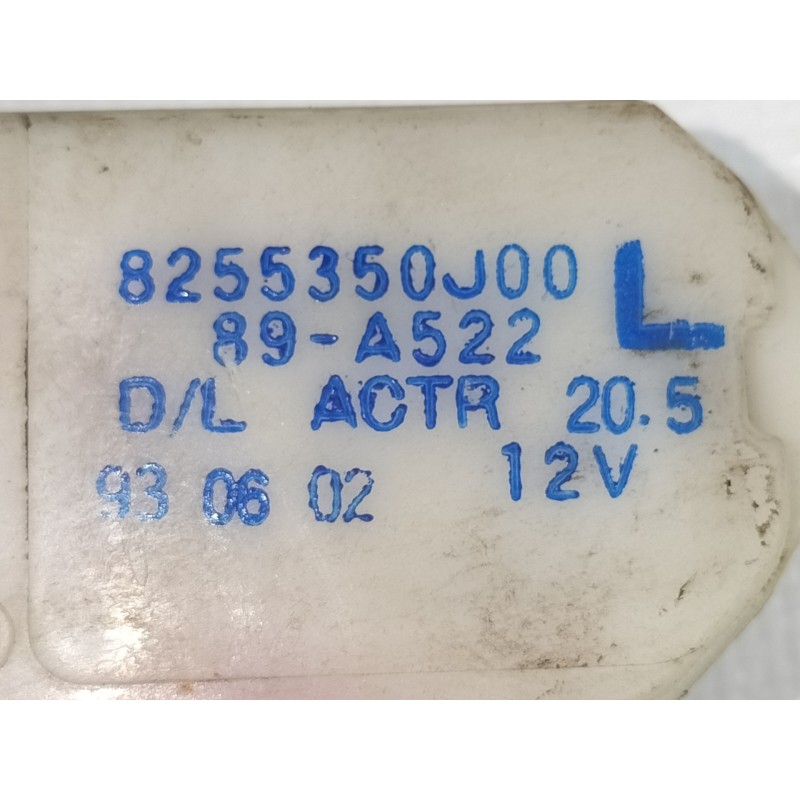 8255350J00 L
89-A522
D/L ACTR 20.5
93 06 02 12V